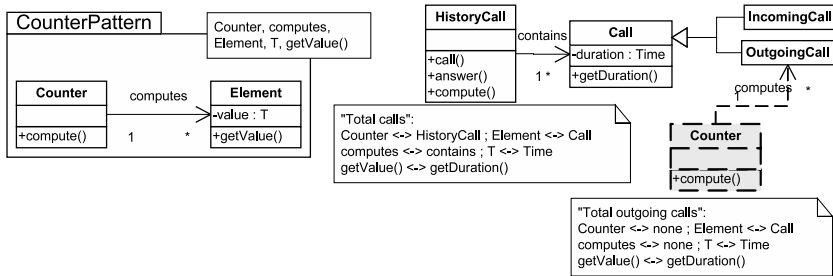 CounterPattern
Counter, computes,
Element, T, getValue()
Counter
+compute()
computes
1
*
Element
-value : T
+getValue()
HistoryCall
+call()
+answer()
+compute()
contains
1 *
Call
-duration : Time
+getDuration()
IncomingCall
OutgoingCall
computes
1
*
Counter
+compute()
"Total calls":
Counter <-> HistoryCall ; Element <-> Call
computes <-> contains ; T <-> Time
getValue() <-> getDuration()
"Total outgoing calls":
Counter <-> none ; Element <-> Call
computes <-> none ; T <-> Time
getValue() <-> getDuration()